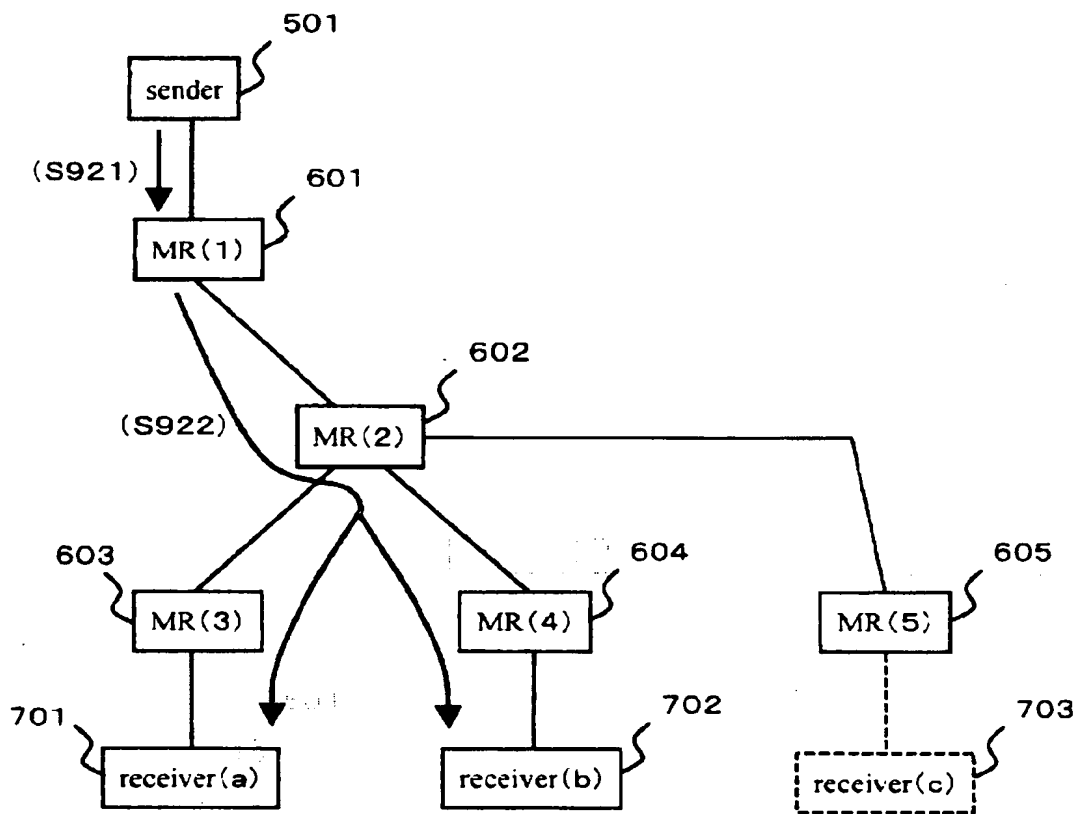 501
sender
(S921)
601
MR(1)
602
(S922)
MR(2)
603
604
605
MR(3)
MR(4)
MR(5)
701
702
703
receiver(a)
receiver(b)
receiver(c)